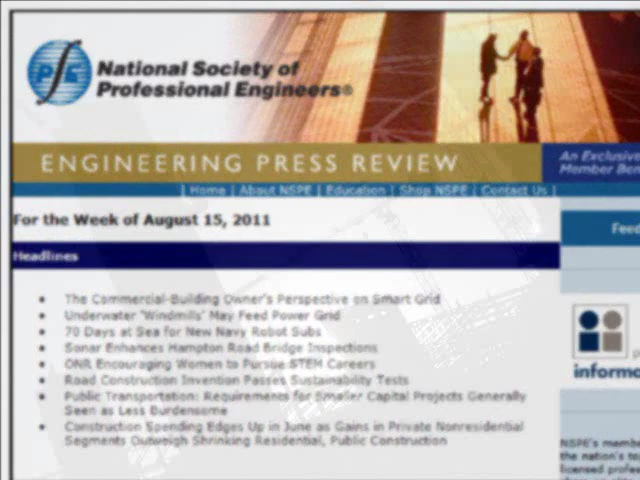 National Society of
Professional Engineers®
ENGINEERING PRESS REVIEW
An Exclusive
Member Ben
| Home | About NSPE | Education | Shop NSPE | Contact Us |
For the Week of August 15, 2011
Feed
Headlines
The Commercial-Building Owner's Perspective on Smart Grid
Underwater 'Windmills' May Feed Power Grid
70 Days at Sea for New Navy Robot Subs
Sonar Enhances Hampton Road Bridge Inspections
ONR Encouraging Women to Pursue STEM Careers
Road Construction Invention Passes Sustainability Tests
Public Transportation: Requirements for Smaller Capital Projects Generally
Seen as Less Burdensome
Construction Spending Edges Up in June as Gains in Private Nonresidential
Segments Outweigh Shrinking Residential, Public Construction
informa
NSPE's membe
the nation's to
licensed profes